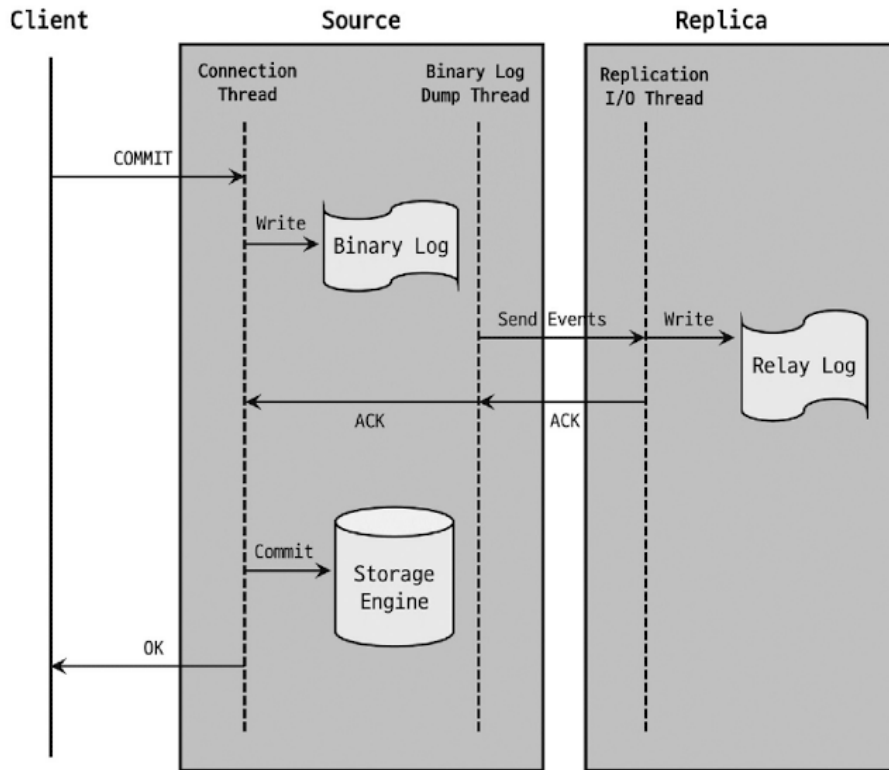 Client
Source
Replica
Connection
Thread
Binary Log
Dump Thread
Replication
I/O Thread
COMMIT
Write
Binary Log
Send Events
Write
Relay Log
ACK
ACK
Commit
Storage
Engine
OK